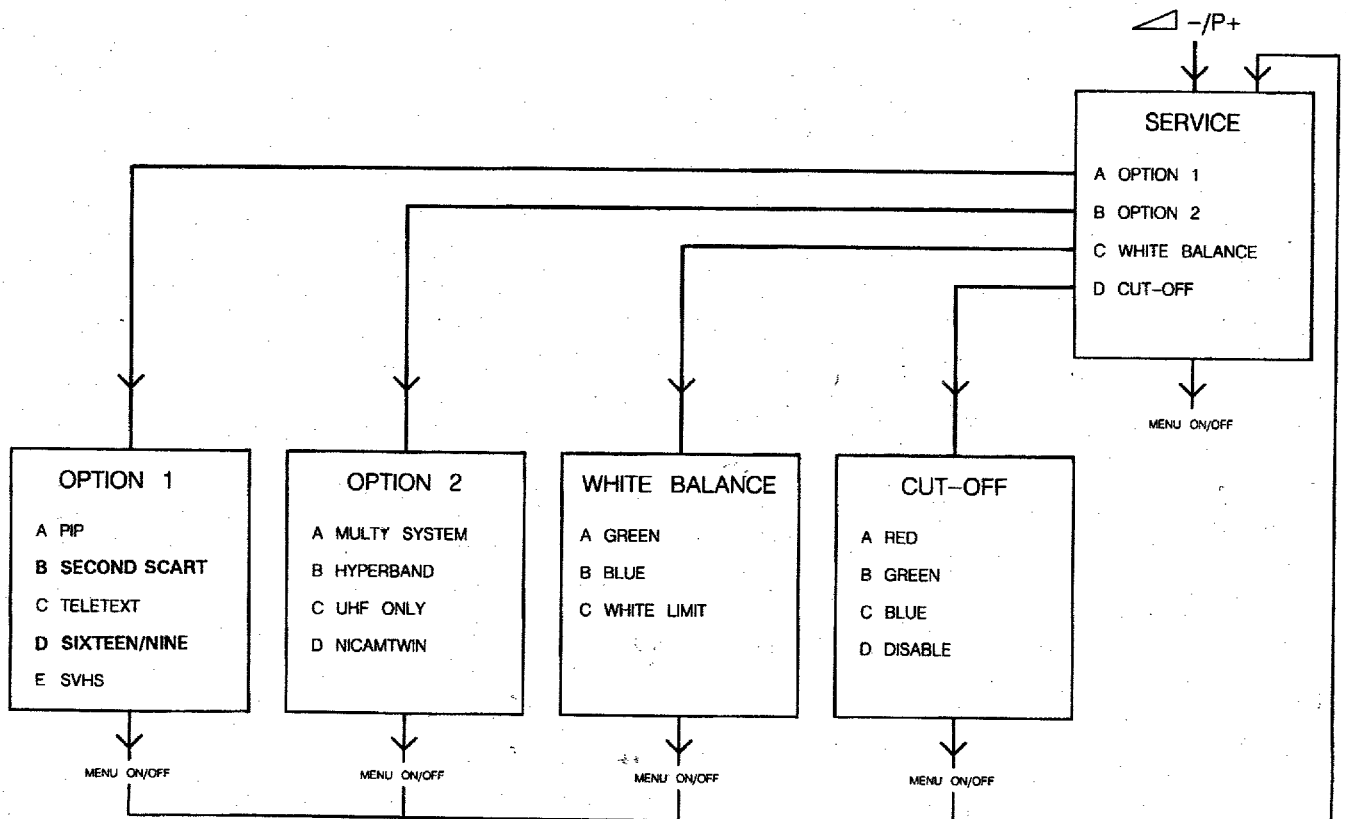 -/P+
SERVICE
A OPTION 1
B OPTION 2
C WHITE BALANCE
D CUT-OFF
MENU ON/OFF
OPTION 1
A PIP
B SECOND SCART
C TELETEXT
D SIXTEEN/NINE
E SVHS
MENU ON/OFF
OPTION 2
A MULTY SYSTEM
B HYPERBAND
C UHF ONLY
D NICAMTWIN
MENU ON/OFF
WHITE BALANCE
A GREEN
B BLUE
C WHITE LIMIT
MENU ON/OFF
CUT-OFF
A RED
B GREEN
C BLUE
D DISABLE
MENU ON/OFF